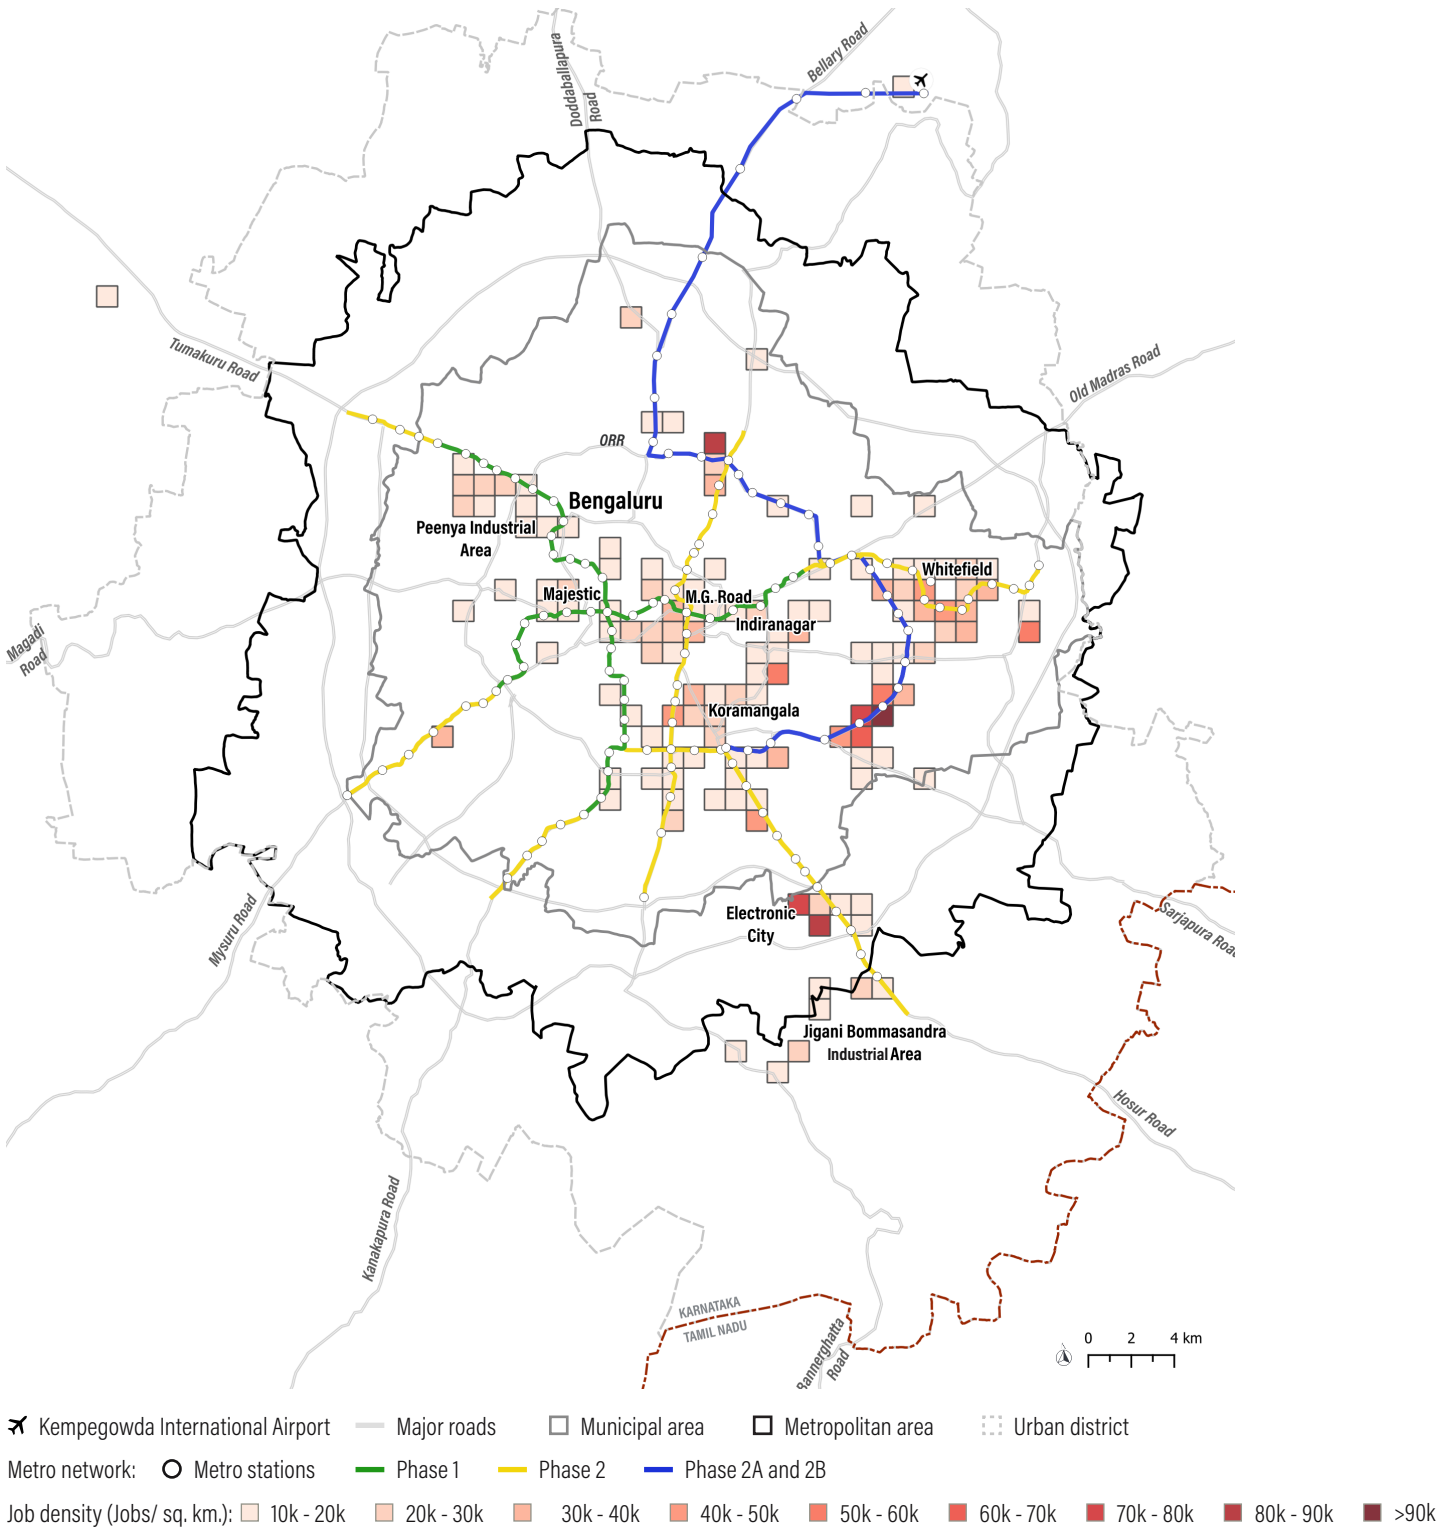 Doddaballapura
Road
Bellary Road
Tumakuru Road
Old Madras Road
ORR
Bengaluru
Peenya Industrial
Area
Whitefield
Majestic
M.G. Road
Indiranagar
Magadi
Road
Koramangala
Mysuru Road
Electronic
City
Sarjapura Road
Jigani Bommasandra
Industrial Area
Hosur Road
Kanakapura Road
KARNATAKA
TAMIL NADU
Bannerghatta
Road
0 2 4 km
Kempegowda International Airport Major roads Municipal area Metropolitan area Urban district
Metro network: Metro stations Phase 1 Phase 2 Phase 2A and 2B
Job density (Jobs/ sq. km.): 10k - 20k 20k - 30k 30k - 40k 40k - 50k 50k - 60k 60k - 70k 70k - 80k 80k - 90k >90k